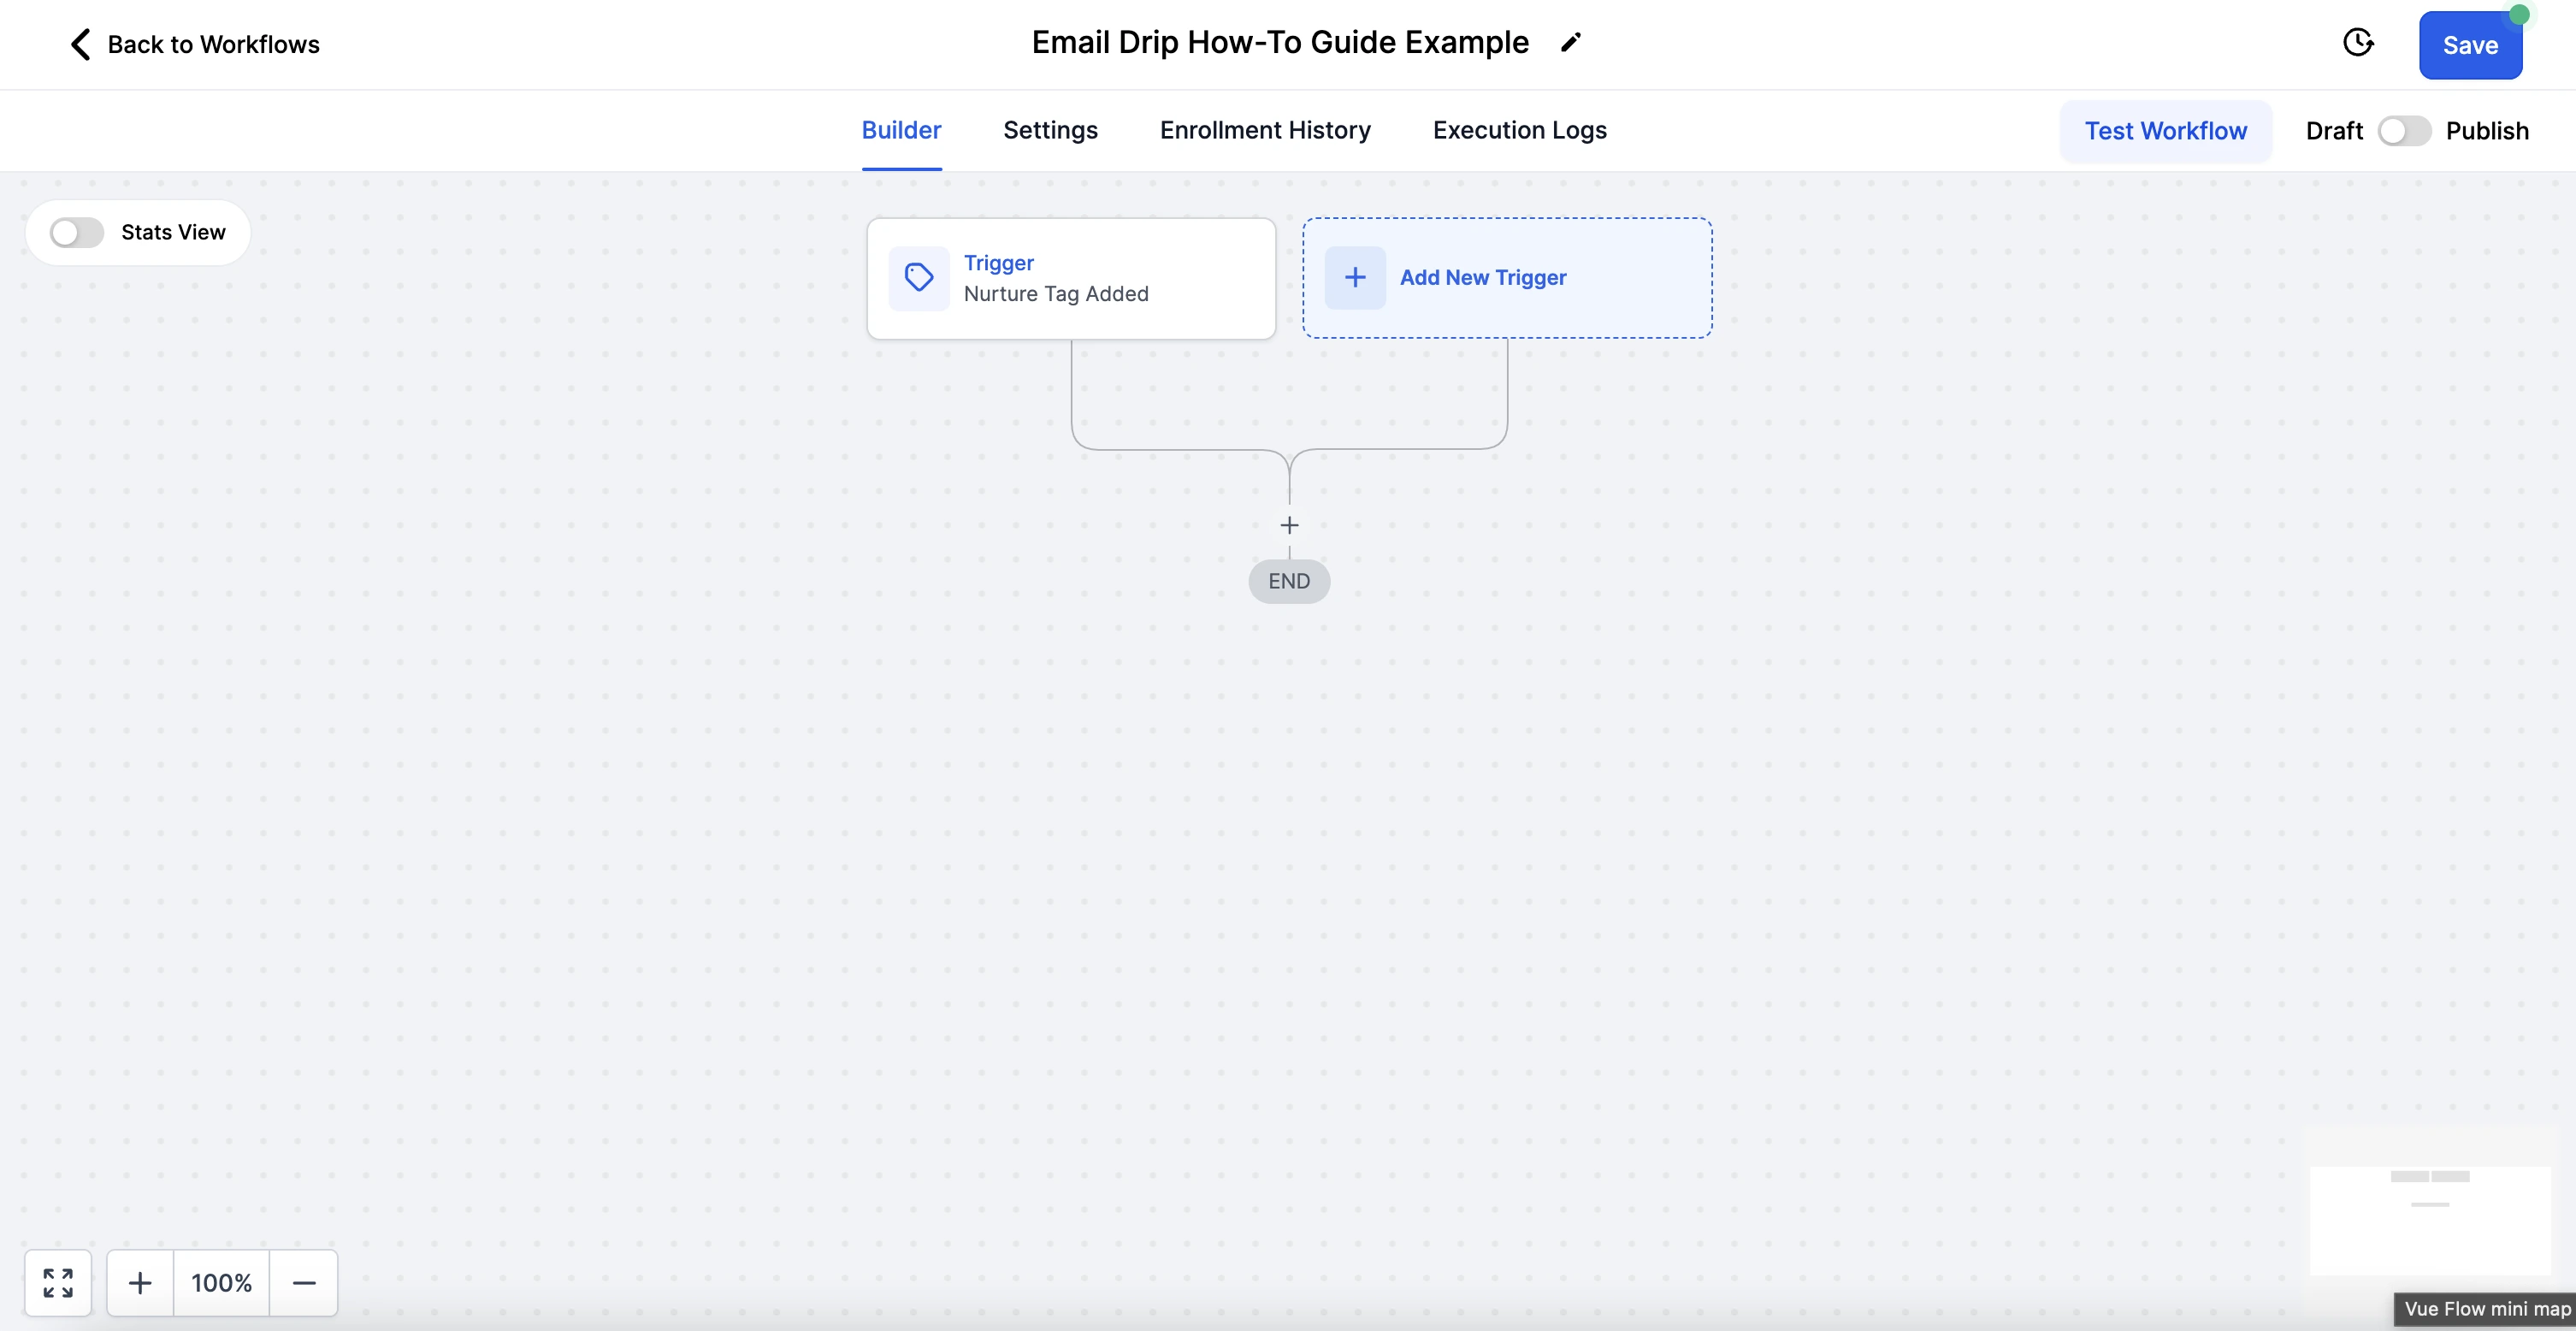 Back to Workflows
Email Drip How-To Guide Example
Save
Builder
Settings
Enrollment History
Execution Logs
Test Workflow
Draft
Publish
Stats View
Trigger
Nurture Tag Added
Add New Trigger
END
100%
Vue Flow mini map